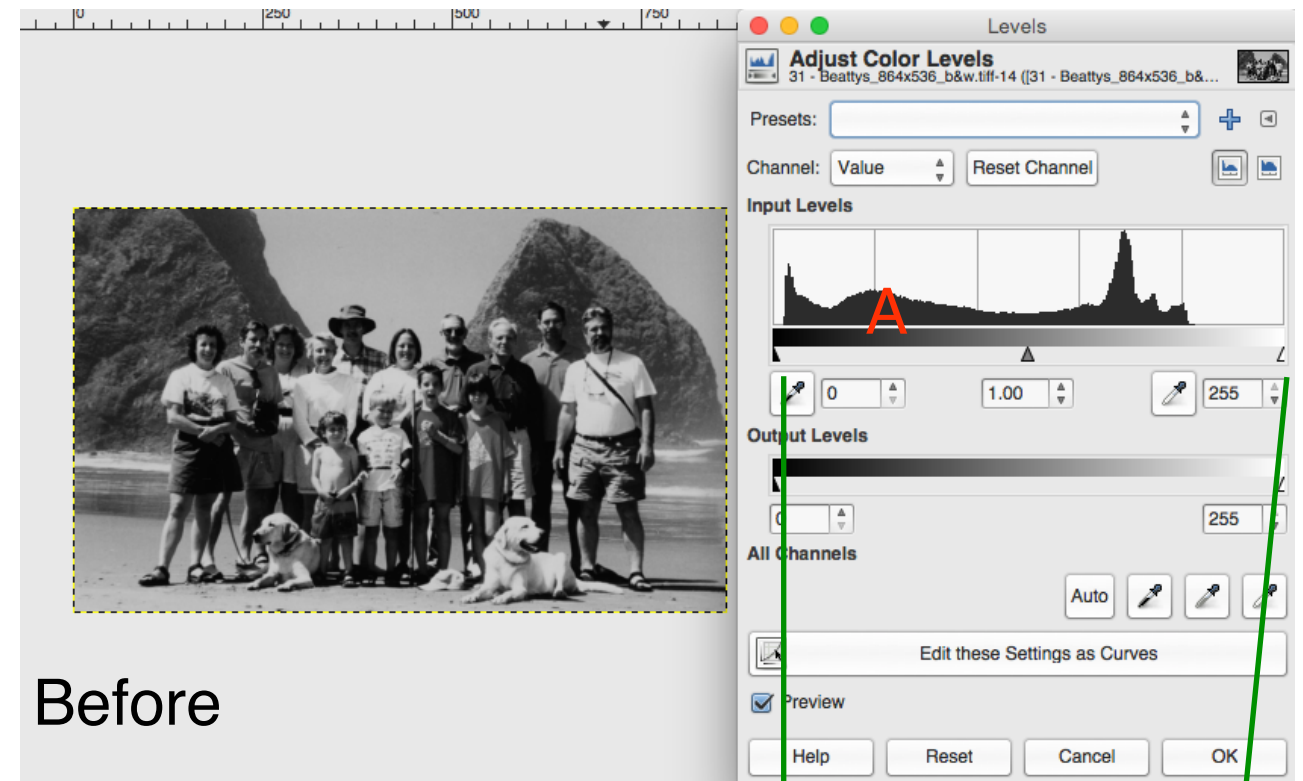 0 250 500 750
Levels
Adjust Color Levels
31 - Beattys_864x536_b&w.tiff-14 ([31 - Beattys_864x536_b&...
Presets:
Channel: Value Reset Channel
Input Levels
A
0 1.00 255
Output Levels
0 255
All Channels
Auto
Edit these Settings as Curves
Preview
Before
Help Reset Cancel OK